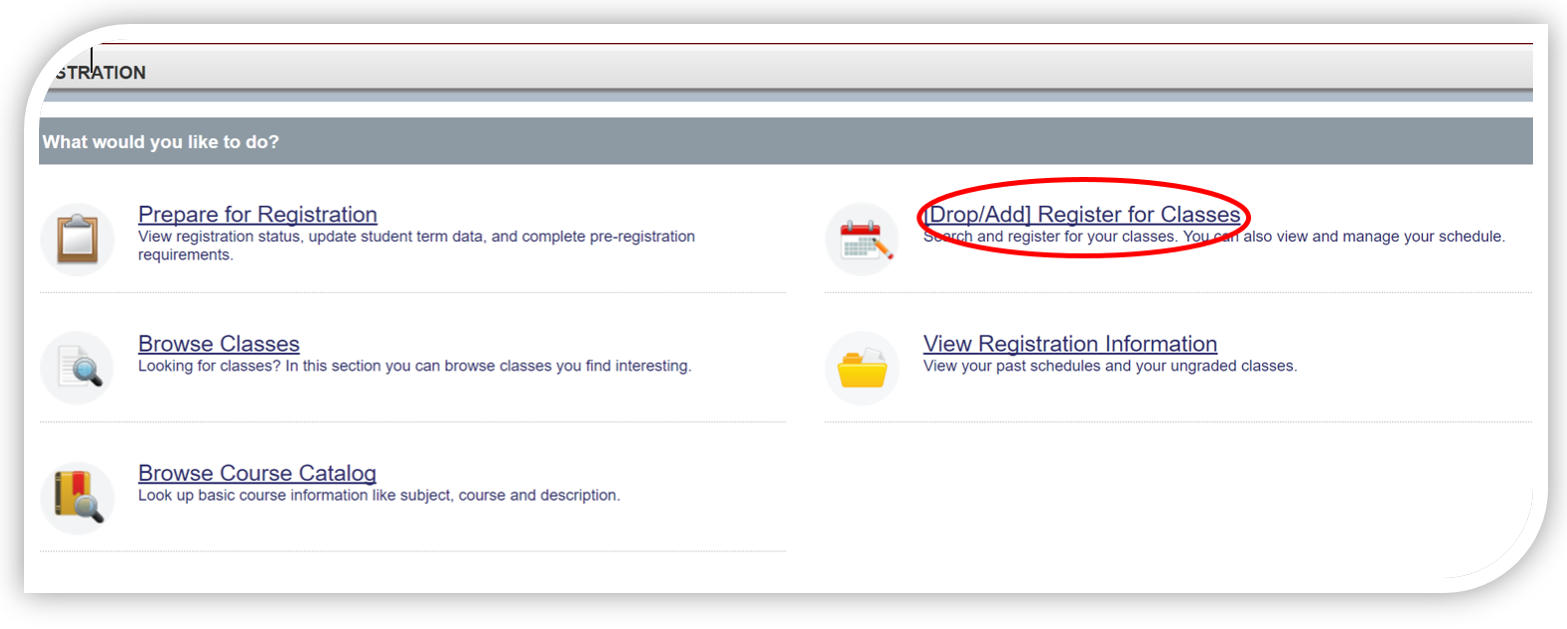 STRATION
What would you like to do?
Prepare for Registration
View registration status, update student term data, and complete pre-registration
requirements.
[Drop/Add] Register for Classes
Search and register for your classes. You can also view and manage your schedule.
Browse Classes
Looking for classes? In this section you can browse classes you find interesting.
View Registration Information
View your past schedules and your ungraded classes.
Browse Course Catalog
Look up basic course information like subject, course and description.